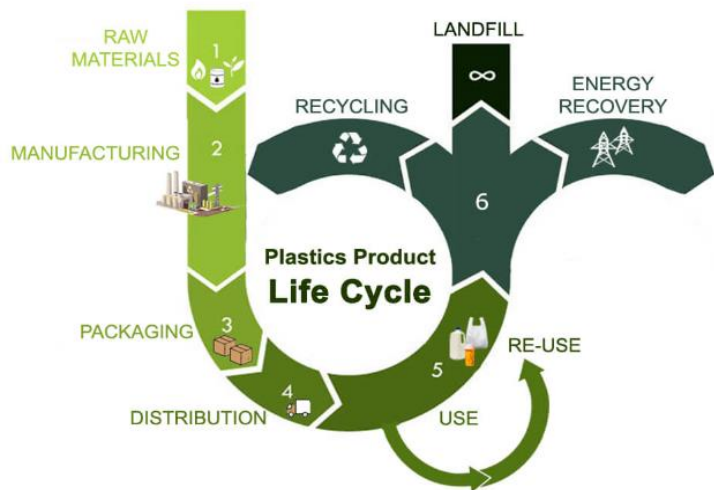 RAW
MATERIALS
1
MANUFACTURING
2
PACKAGING
3
DISTRIBUTION
4
USE
5
RE-USE
6
RECYCLING
LANDFILL
∞
ENERGY
RECOVERY
Plastics Product
Life Cycle